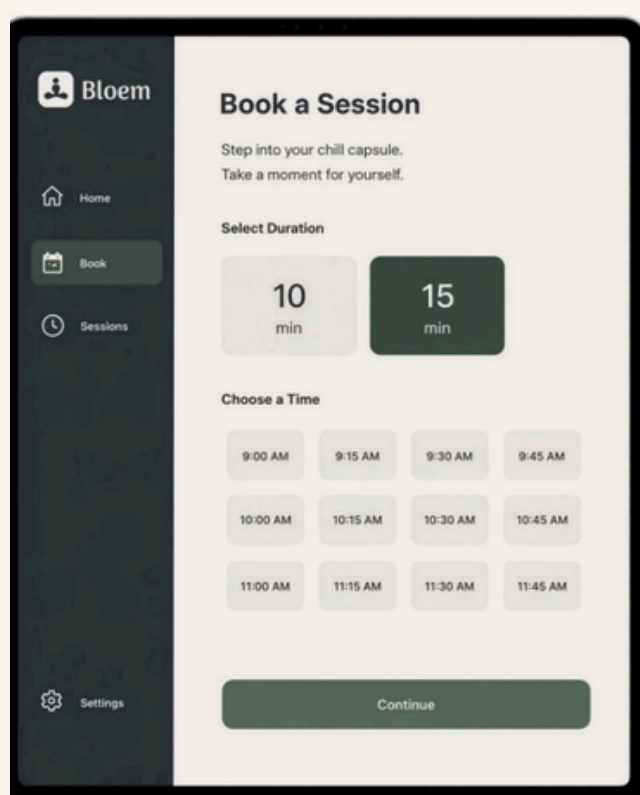 Bloem
Home
Book
Sessions
Settings
Book a Session
Step into your chill capsule.
Take a moment for yourself.
Select Duration
10 min
15 min
Choose a Time
9:00 AM 9:15 AM 9:30 AM 9:45 AM
10:00 AM 10:15 AM 10:30 AM 10:45 AM
11:00 AM 11:15 AM 11:30 AM 11:45 AM
Continue